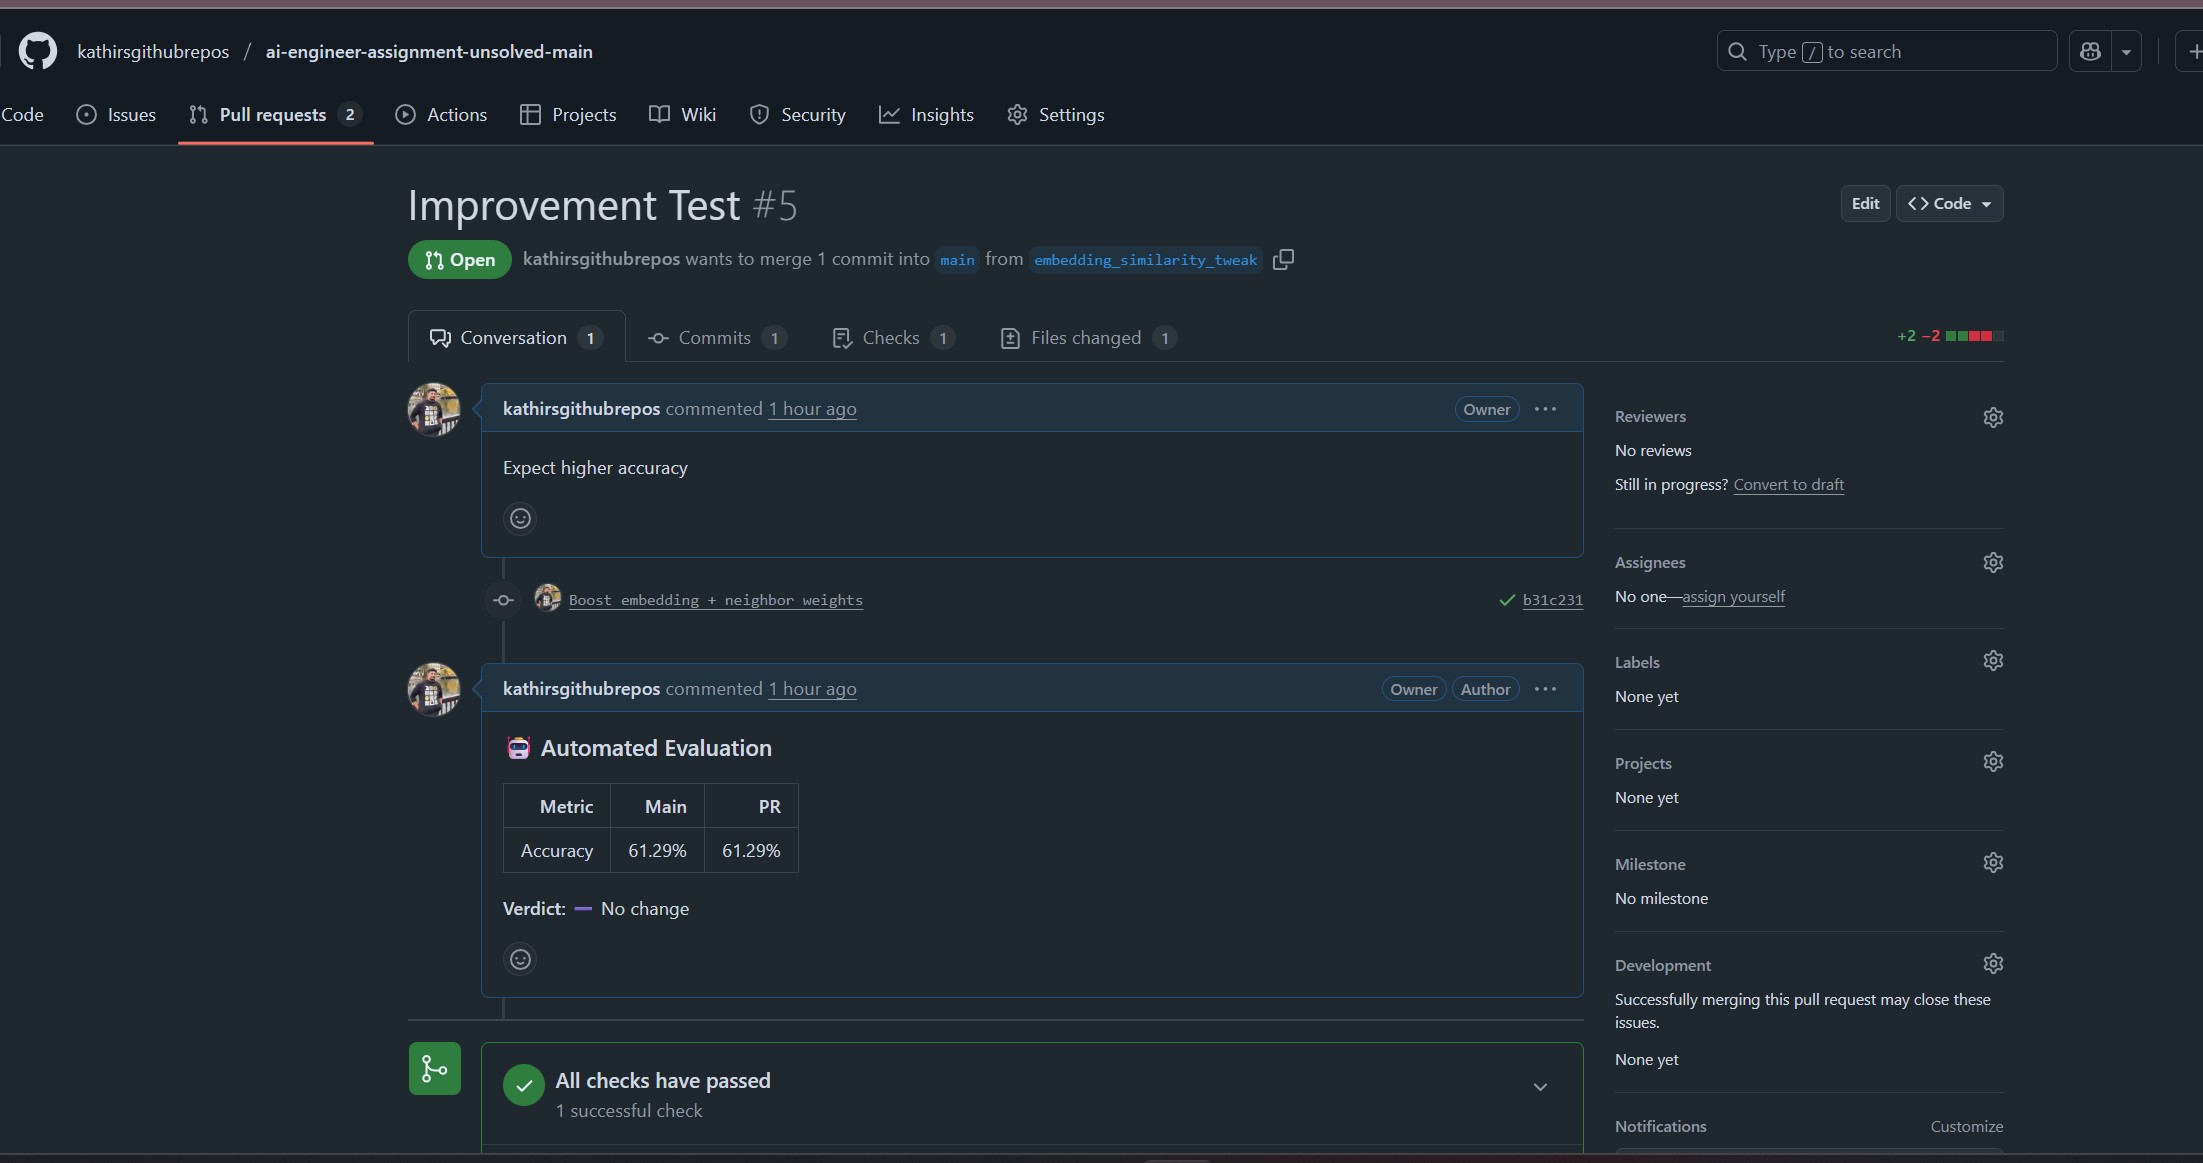 kathirsgithubrepos / ai-engineer-assignment-unsolved-main
Type / to search
Code Issues Pull requests 2 Actions Projects Wiki Security Insights Settings
Improvement Test #5
Edit
<> Code
Open
kathirsgithubrepos wants to merge 1 commit into main from embedding_similarity_tweak
Conversation 1 Commits 1 Checks 1 Files changed 1
+2 −2
kathirsgithubrepos commented 1 hour ago
Owner
Expect higher accuracy
Boost embedding + neighbor weights
b31c231
kathirsgithubrepos commented 1 hour ago
Owner Author
Automated Evaluation
Metric Main PR
Accuracy 61.29% 61.29%
Verdict: No change
All checks have passed
1 successful check
Reviewers
No reviews
Still in progress? Convert to draft
Assignees
No one—assign yourself
Labels
None yet
Projects
None yet
Milestone
No milestone
Development
Successfully merging this pull request may close these
issues.
None yet
Notifications
Customize